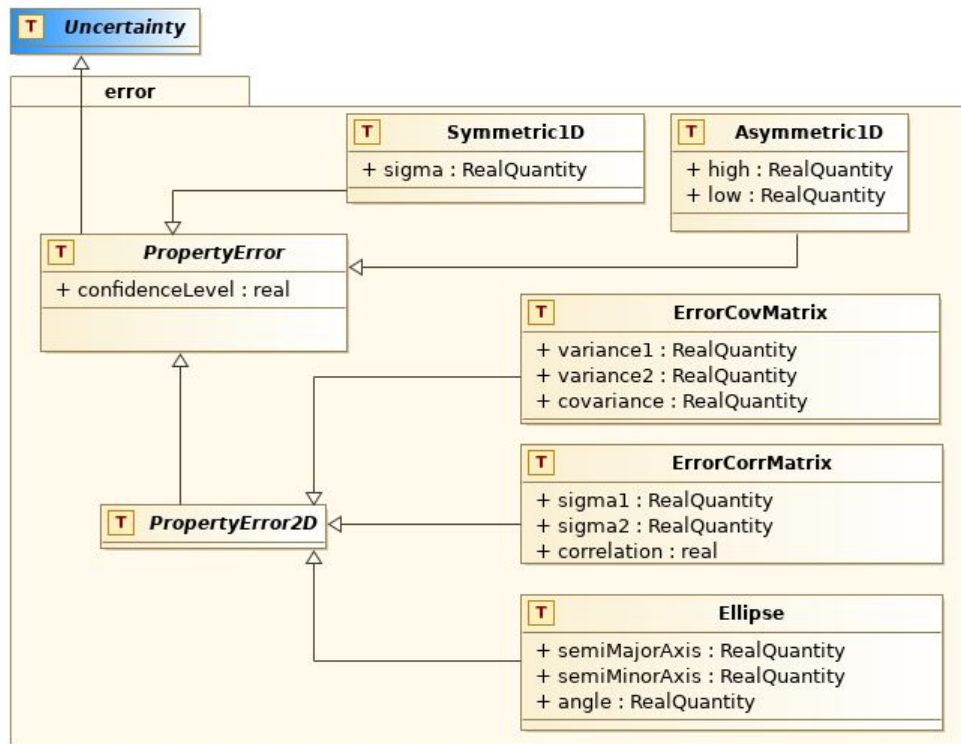 T Uncertainty
error
T Symmetric1D
+ sigma : RealQuantity
T Asymmetric1D
+ high : RealQuantity
+ low : RealQuantity
T PropertyError
+ confidenceLevel : real
T ErrorCovMatrix
+ variance1 : RealQuantity
+ variance2 : RealQuantity
+ covariance : RealQuantity
T ErrorCorrMatrix
+ sigma1 : RealQuantity
+ sigma2 : RealQuantity
+ correlation : real
T PropertyError2D
T Ellipse
+ semiMajorAxis : RealQuantity
+ semiMinorAxis : RealQuantity
+ angle : RealQuantity